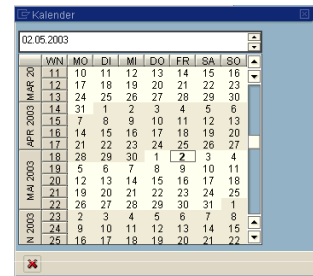 Kalender
02.05.2003
WN MO DI MI DO FR SA SO
MAR 20
11 10 11 12 13 14 15 16
12 17 18 19 20 21 22 23
13 24 25 26 27 28 29 30
APR 2003
14 31 1 2 3 4 5 6
15 7 8 9 10 11 12 13
16 14 15 16 17 18 19 20
17 21 22 23 24 25 26 27
MAI 2003
18 28 29 30 1 2 3 4
19 5 6 7 8 9 10 11
20 12 13 14 15 16 17 18
21 19 20 21 22 23 24 25
22 26 27 28 29 30 31 1
N 2003
23 2 3 4 5 6 7 8
24 9 10 11 12 13 14 15
25 16 17 18 19 20 21 22